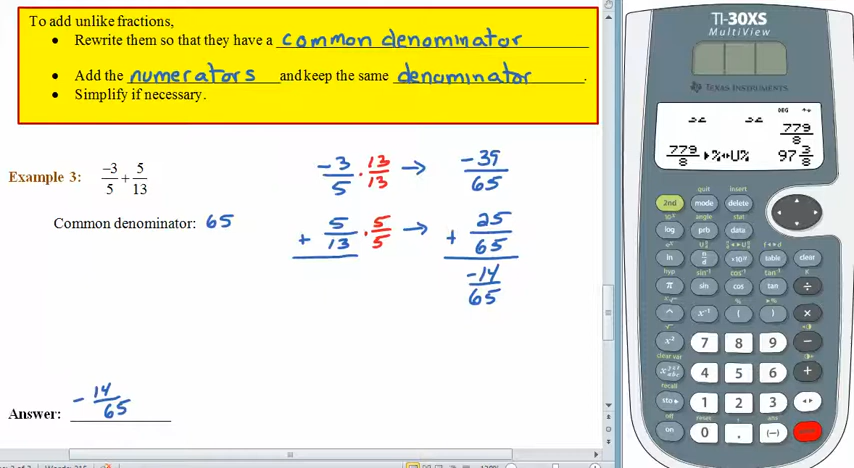 To add unlike fractions,
• Rewrite them so that they have a common denominator
• Add the numerators and keep the same denominator.
• Simplify if necessary.
Example 3: -3/5 + 5/13
-3/5 · 13/13 → -39/65
Common denominator: 65
+ 5/13 · 5/5 → + 25/65
-14/65
Answer: -14/65
TI-30XS
MultiView
TEXAS INSTRUMENTS
DEG
779/8
779/8 ▸n/d↔Un/d 97 3/8
quit insert
2nd mode delete
angle stat
log prb data
ln n/d ×10ⁿ table clear
hyp sin⁻¹ cos⁻¹ tan⁻¹ K
π sin cos tan ÷
%
^ x⁻¹ ( ) ×
x² 7 8 9 −
clear var
x y z t a b c 4 5 6 +
recall
sto▸ 1 2 3
off reset
on 0 . (−)